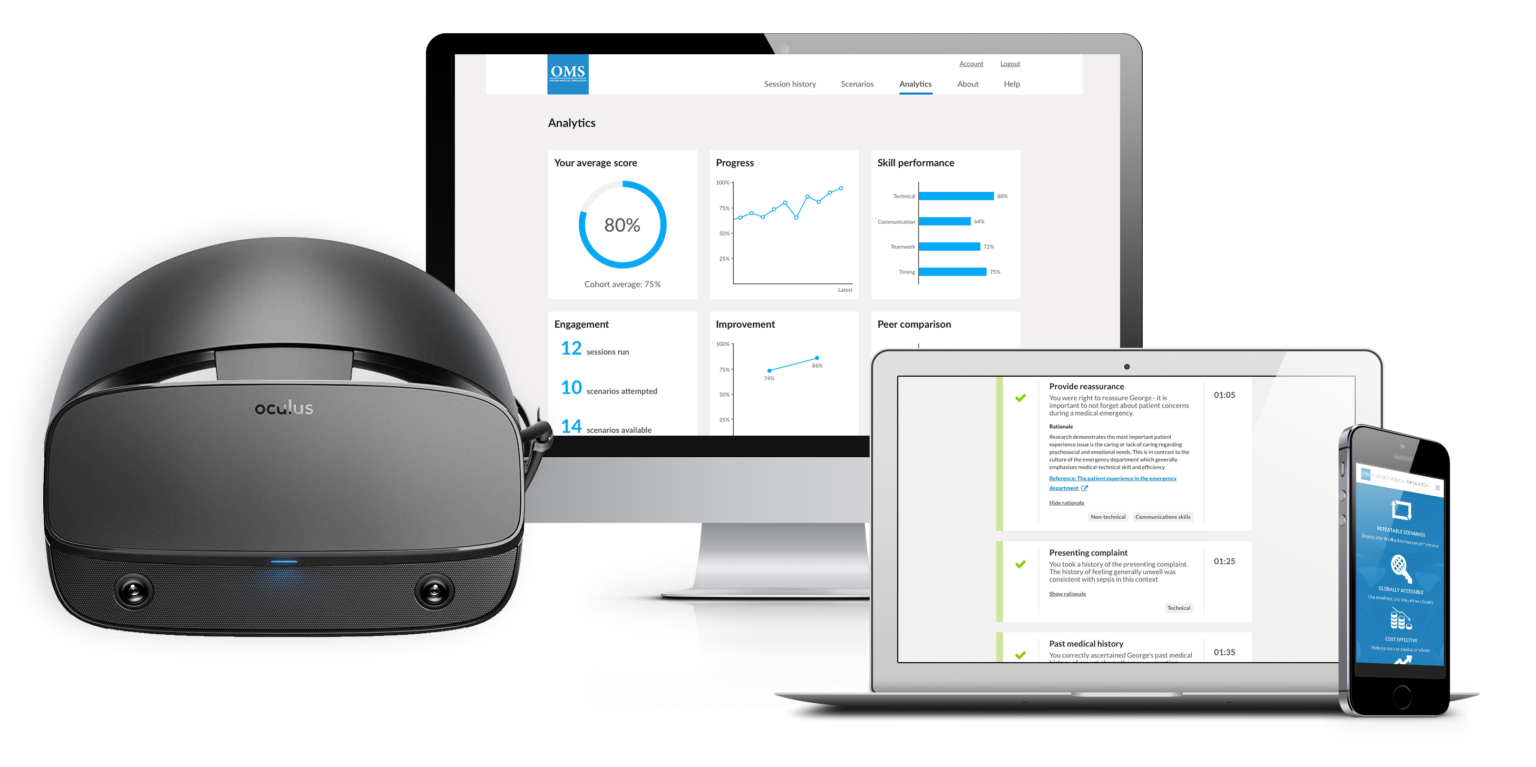 OMS
Account
Logout
Session history
Scenarios
Analytics
About
Help
Analytics
Your average score
80%
Cohort average: 75%
Progress
100%
75%
50%
25%
Latest
Skill performance
Technical
88%
Communication
64%
Teamwork
72%
Timing
75%
Engagement
12 sessions run
10 scenarios attempted
14 scenarios available
Improvement
100%
75%
50%
25%
74%
86%
Peer comparison
oculus
Provide reassurance
01:05
You were right to reassure George - it is
important to not forget about patient concerns
during a medical emergency.
Rationale
Research demonstrates the most important patient
experience issue is the caring or lack of caring regarding
psychosocial and emotional needs. This is in contrast to the
culture of the emergency department which generally
emphasises medical-technical skill and efficiency
Reference: The patient experience in the emergency
department
Hide rationale
Non-technical
Communications skills
Presenting complaint
01:25
You took a history of the presenting complaint.
The history of feeling generally unwell was
consistent with sepsis in this context
Show rationale
Technical
Past medical history
01:35
You correctly ascertained George's past medical
OMS
REPEATABLE SCENARIOS
GLOBALLY ACCESSIBLE
COST EFFECTIVE